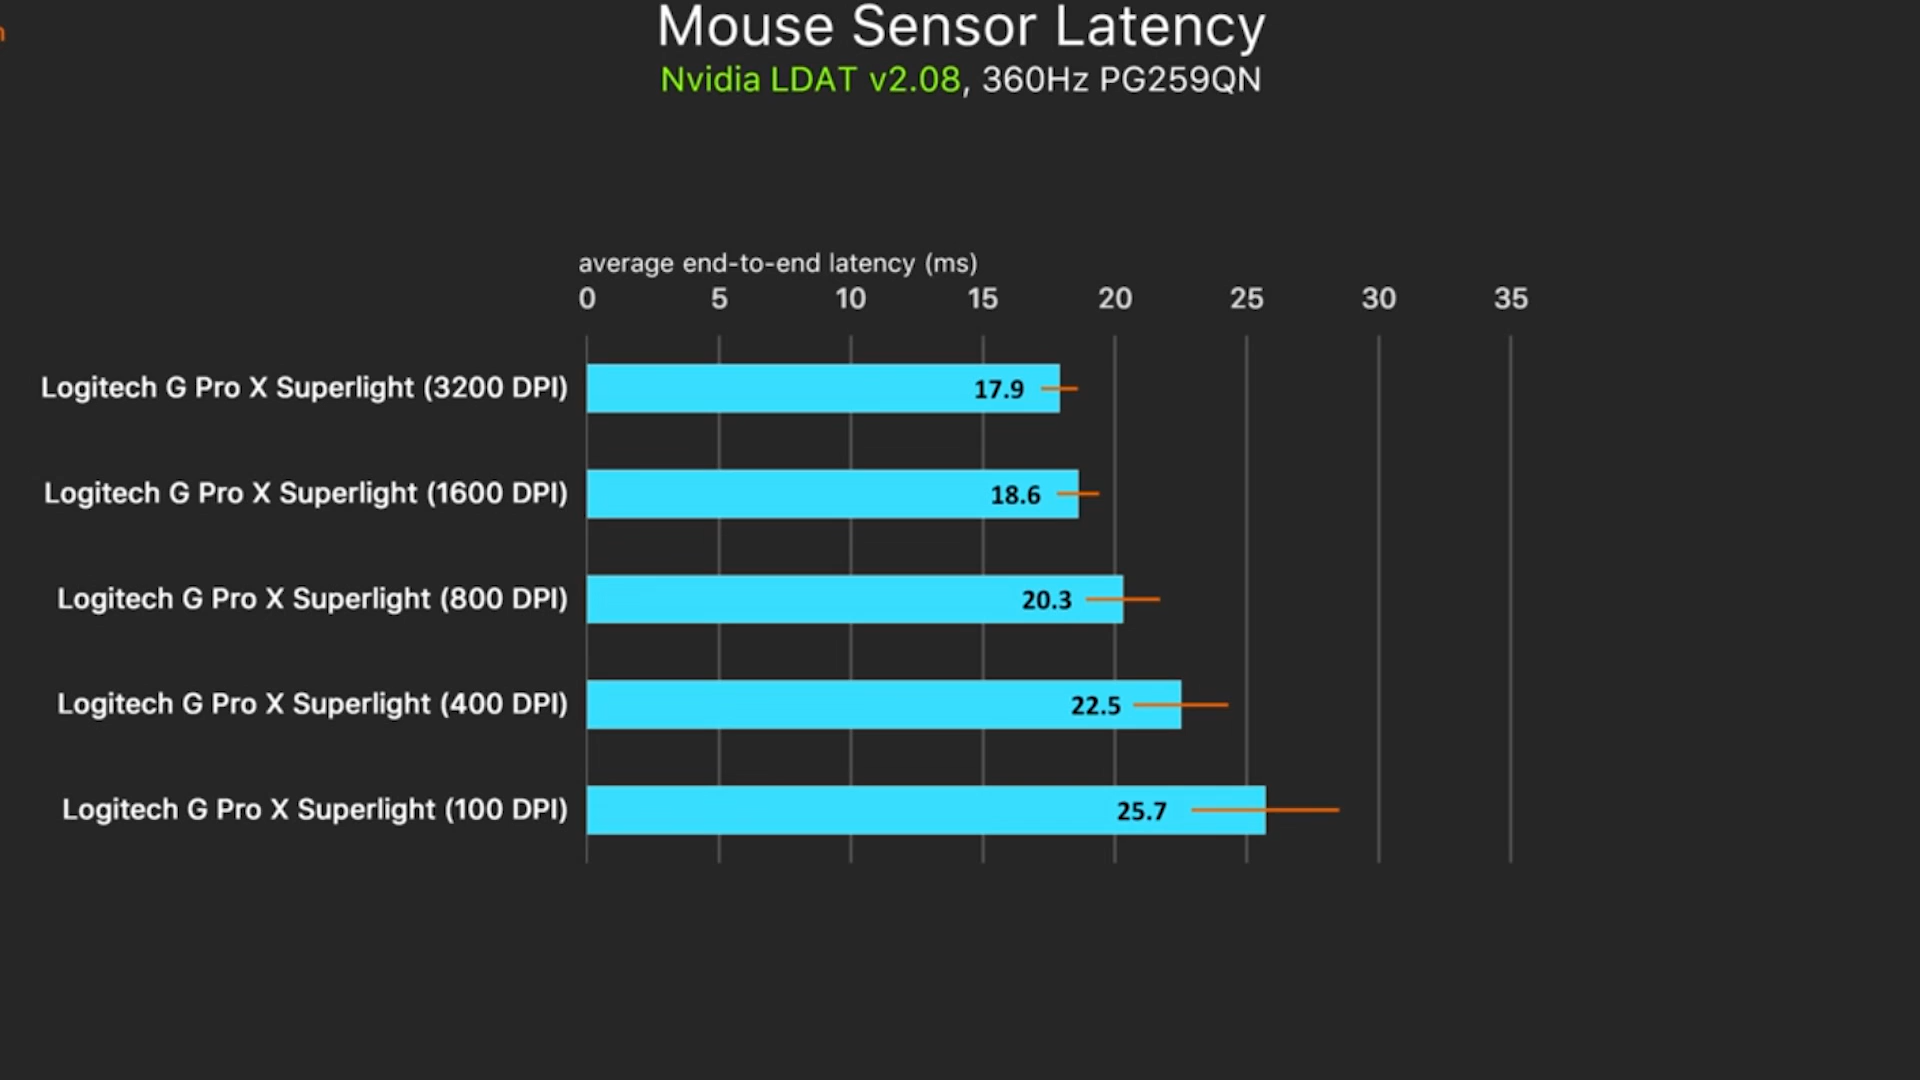 Mouse Sensor Latency
Nvidia LDAT v2.08, 360Hz PG259QN
average end-to-end latency (ms)
0 5 10 15 20 25 30 35
Logitech G Pro X Superlight (3200 DPI) 17.9
Logitech G Pro X Superlight (1600 DPI) 18.6
Logitech G Pro X Superlight (800 DPI) 20.3
Logitech G Pro X Superlight (400 DPI) 22.5
Logitech G Pro X Superlight (100 DPI) 25.7